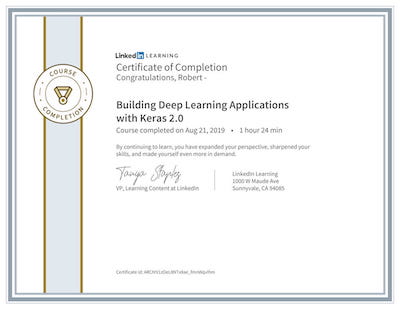 LinkedIn LEARNING
Certificate of Completion
Congratulations, Robert -
COURSE
COMPLETION
Building Deep Learning Applications
with Keras 2.0
Course completed on Aug 21, 2019 • 1 hour 24 min
By continuing to learn, you have expanded your perspective, sharpened your
skills, and made yourself even more in demand.
Tanya Staples
VP, Learning Content at LinkedIn
LinkedIn Learning
1000 W Maude Ave
Sunnyvale, CA 94085
Certificate Id: